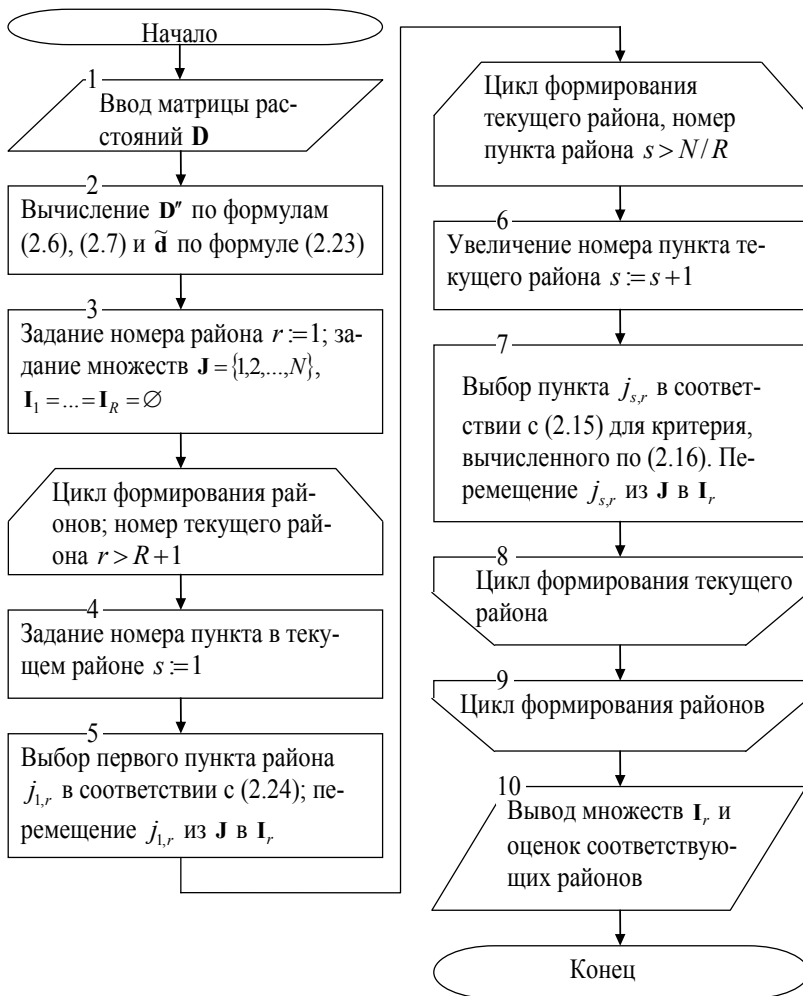 Начало
1
Ввод матрицы рас-
стояний D
2
Вычисление D″ по формулам
(2.6), (2.7) и d̃ по формуле (2.23)
3
Задание номера района r := 1; за-
дание множеств J = {1,2,...,N},
I₁ = ... = I_R = ∅
Цикл формирования рай-
онов; номер текущего рай-
она r > R + 1
4
Задание номера пункта в теку-
щем районе s := 1
5
Выбор первого пункта района
j₁,ᵣ в соответствии с (2.24); пе-
ремещение j₁,ᵣ из J в Iᵣ
Цикл формирования
текущего района, номер
пункта района s > N/R
6
Увеличение номера пункта те-
кущего района s := s + 1
7
Выбор пункта jₛ,ᵣ в соответ-
ствии с (2.15) для критерия,
вычисленного по (2.16). Пе-
ремещение jₛ,ᵣ из J в Iᵣ
8
Цикл формирования текущего
района
9
Цикл формирования районов
10
Вывод множеств Iᵣ и
оценок соответствую-
щих районов
Конец